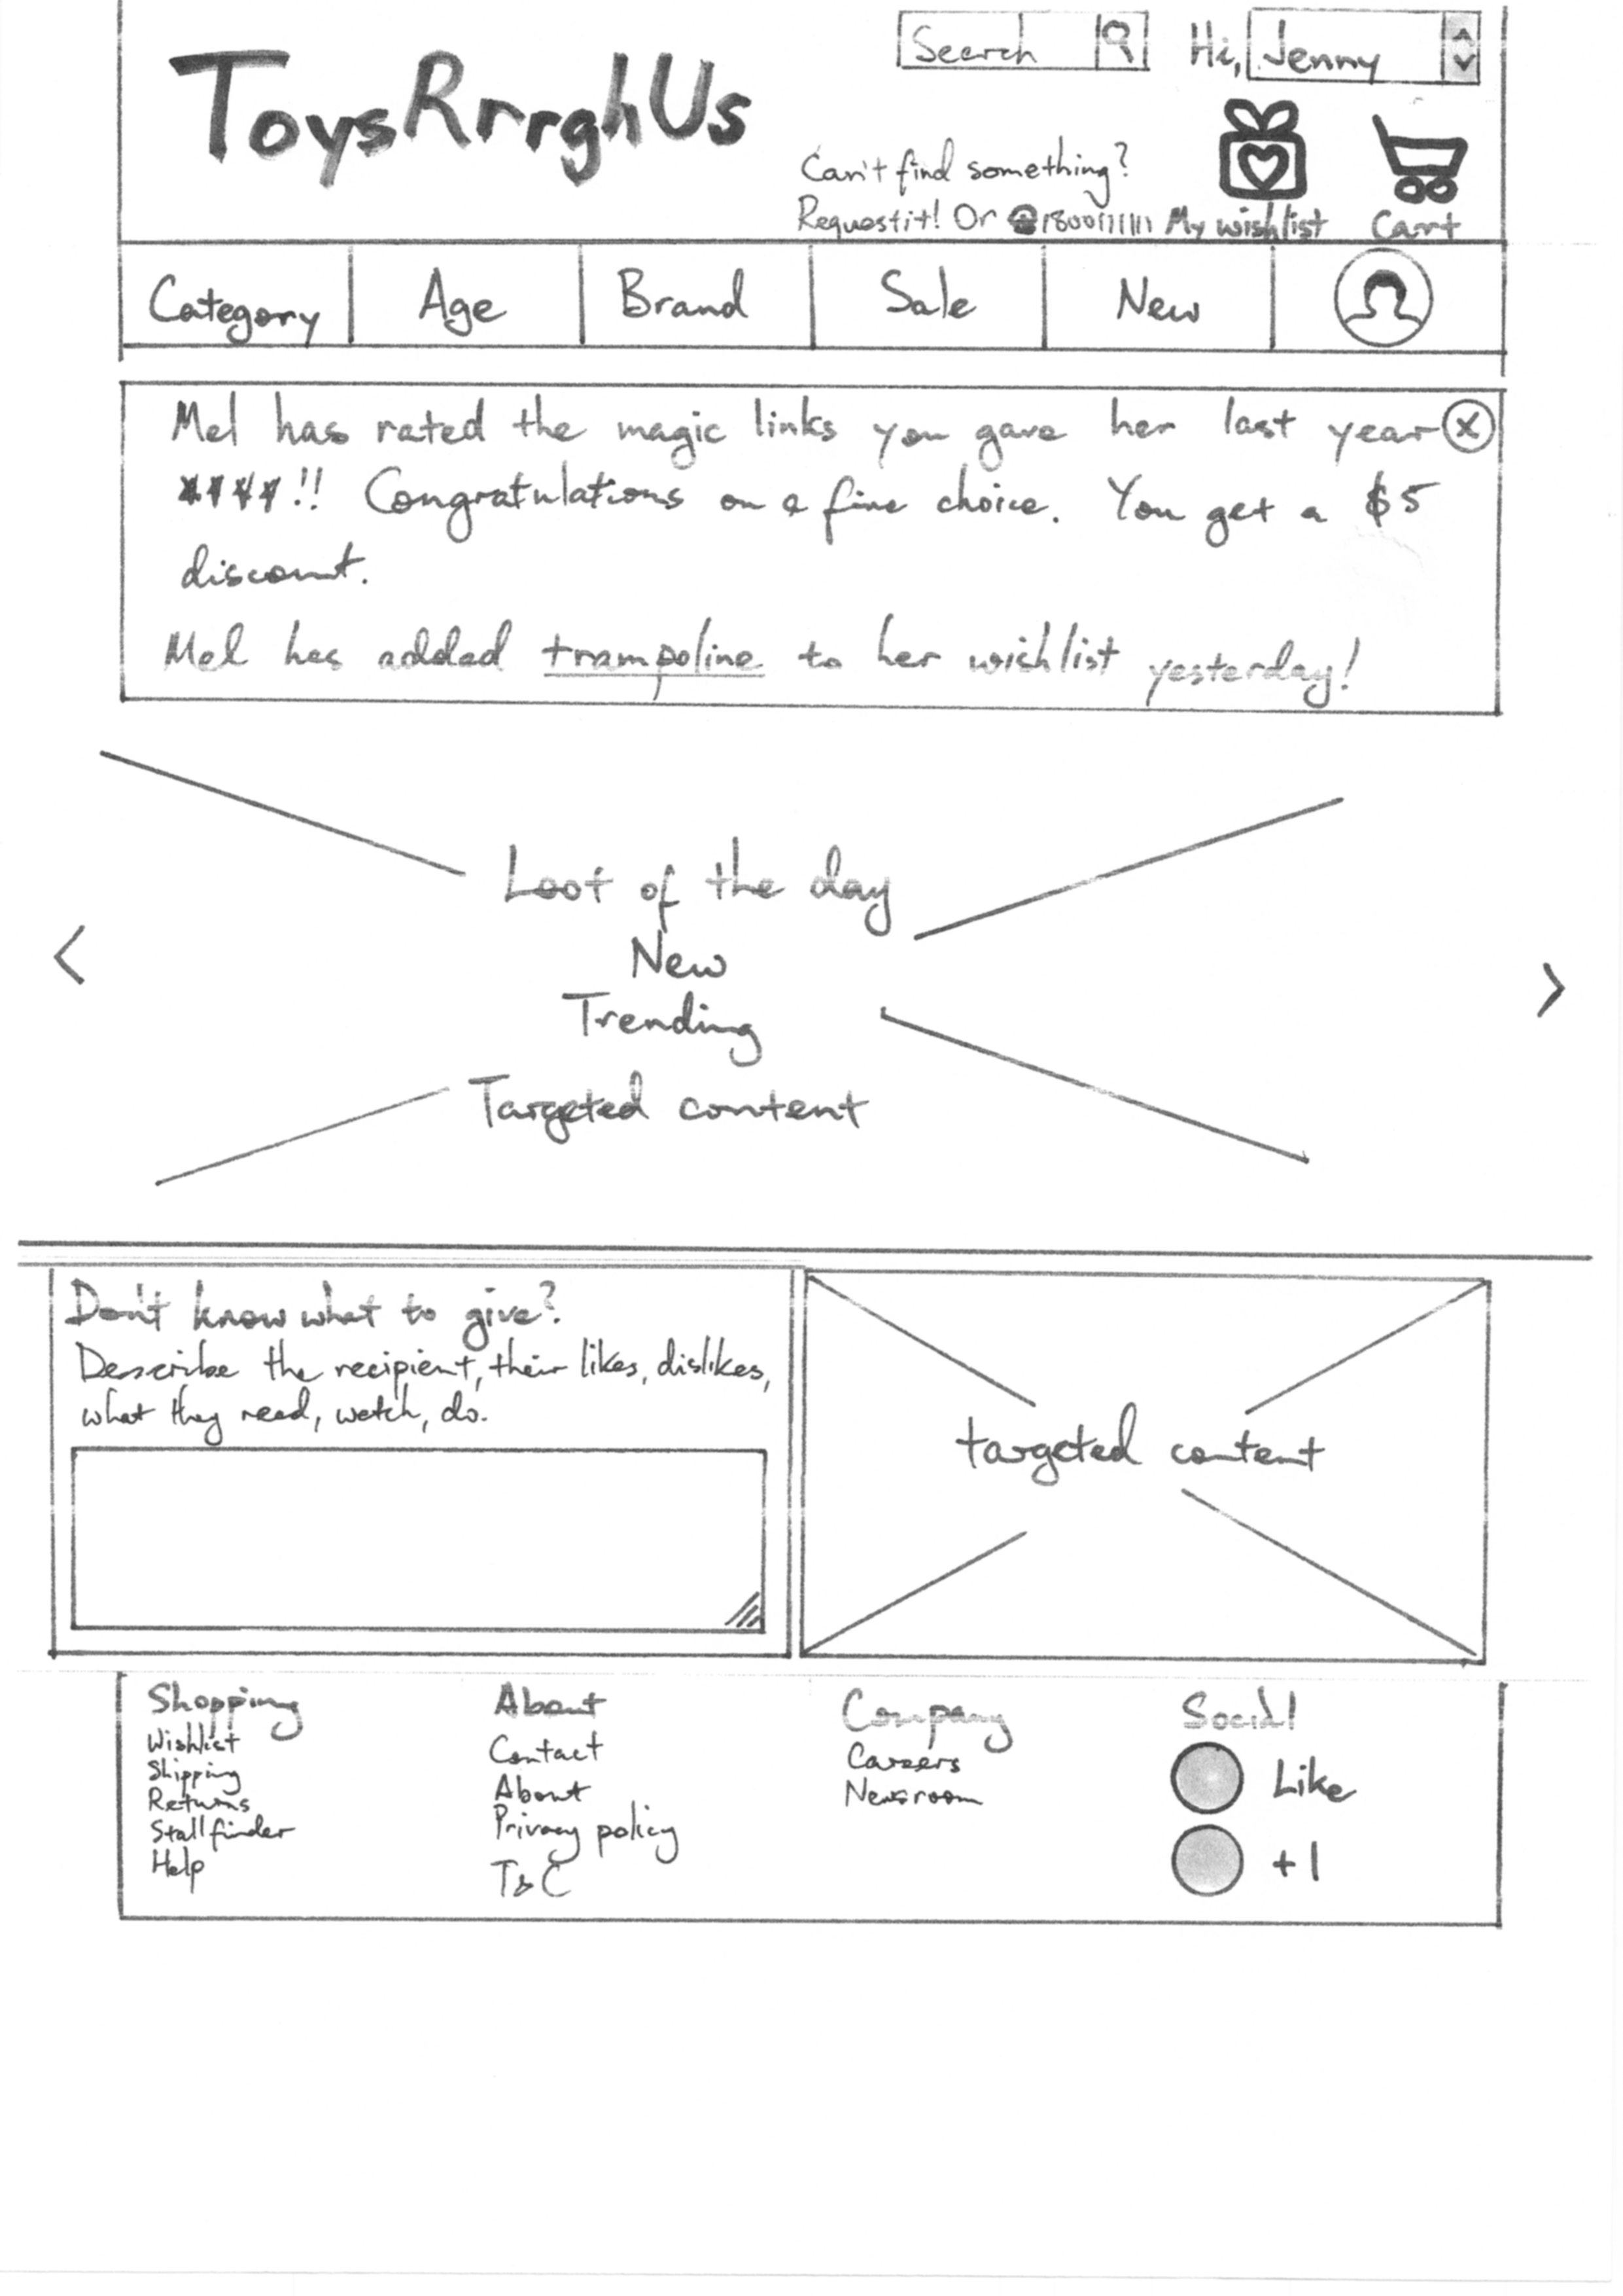 Search
Hi, Jenny
ToysRrrghUs
Can't find something?
Request it! Or ☎1800111111 My wishlist Cart
Category Age Brand Sale New
Mel has rated the magic links you gave her last year
★★★★!! Congratulations on a fine choice. You get a $5
discount.
Mel has added trampoline to her wishlist yesterday!
Loot of the day
New
Trending
Targeted content
Don't know what to give?
Describe the recipient, their likes, dislikes,
what they read, watch, do.
targeted content
Shopping
Wishlist
Shipping
Returns
Stall finder
Help
About
Contact
About
Privacy policy
T&C
Company
Careers
Newsroom
Social
Like
+1